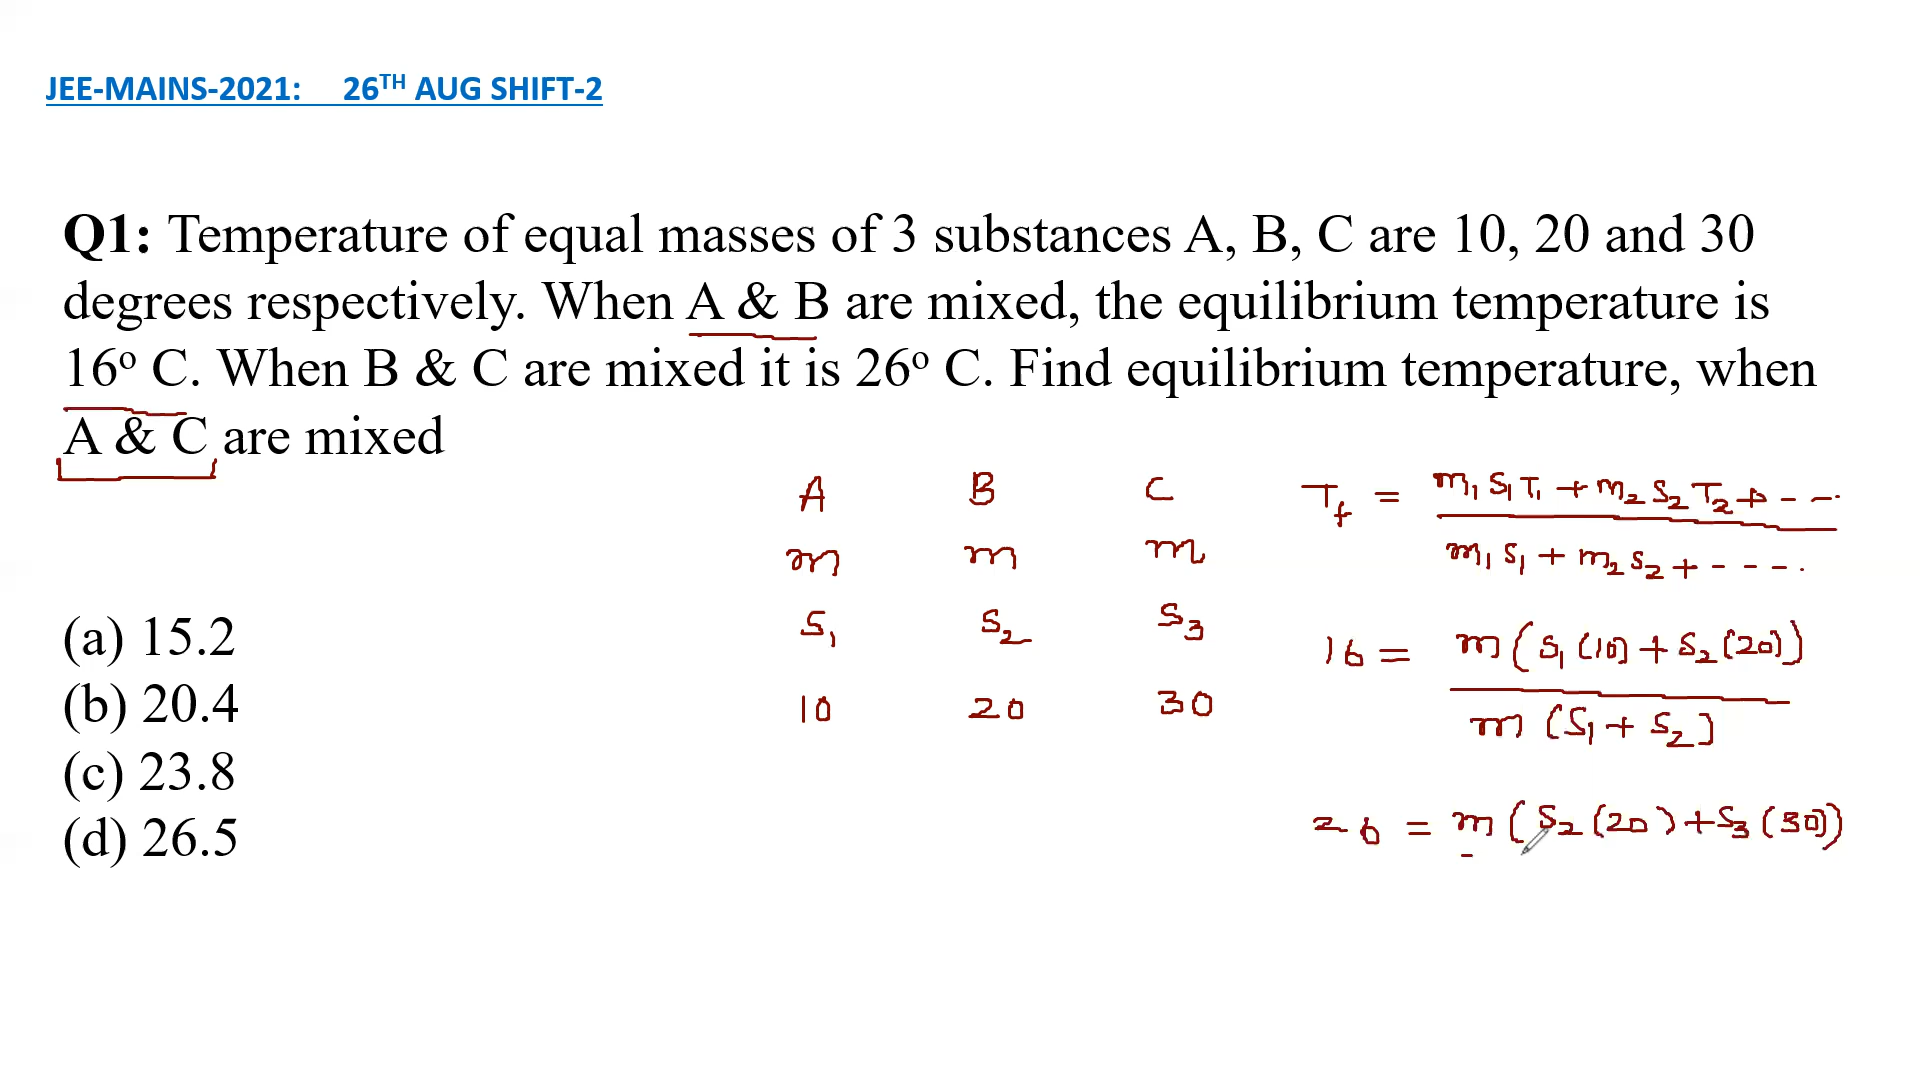 JEE-MAINS-2021: 26TH AUG SHIFT-2
Q1: Temperature of equal masses of 3 substances A, B, C are 10, 20 and 30
degrees respectively. When A & B are mixed, the equilibrium temperature is
16º C. When B & C are mixed it is 26º C. Find equilibrium temperature, when
A & C are mixed
A B C
m m m
S₁ S₂ S₃
10 20 30
(a) 15.2
(b) 20.4
(c) 23.8
(d) 26.5
T_f = m₁S₁T₁ + m₂S₂T₂ + - - ·
m₁S₁ + m₂S₂ + - - - - ·
16 = m(S₁(10) + S₂(20))
m(S₁ + S₂)
26 = m(S₂(20) + S₃(30))